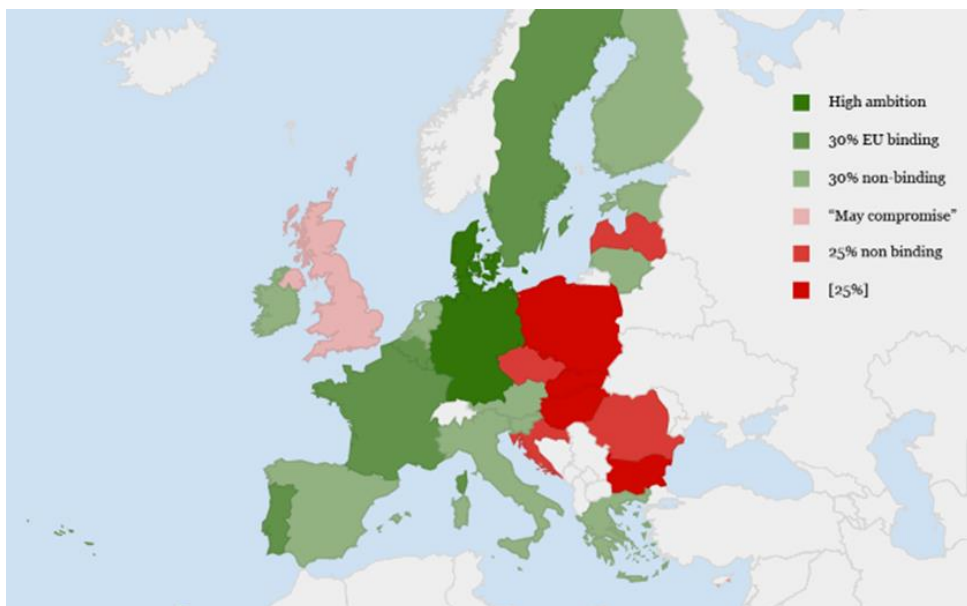 High ambition
30% EU binding
30% non-binding
“May compromise”
25% non binding
[25%]